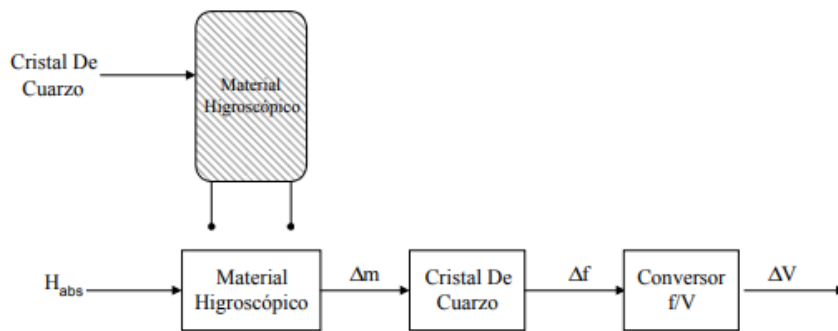 Cristal De
Cuarzo
Material
Higroscópico
H_abs
Material
Higroscópico
Δm
Cristal De
Cuarzo
Δf
Conversor
f/V
ΔV